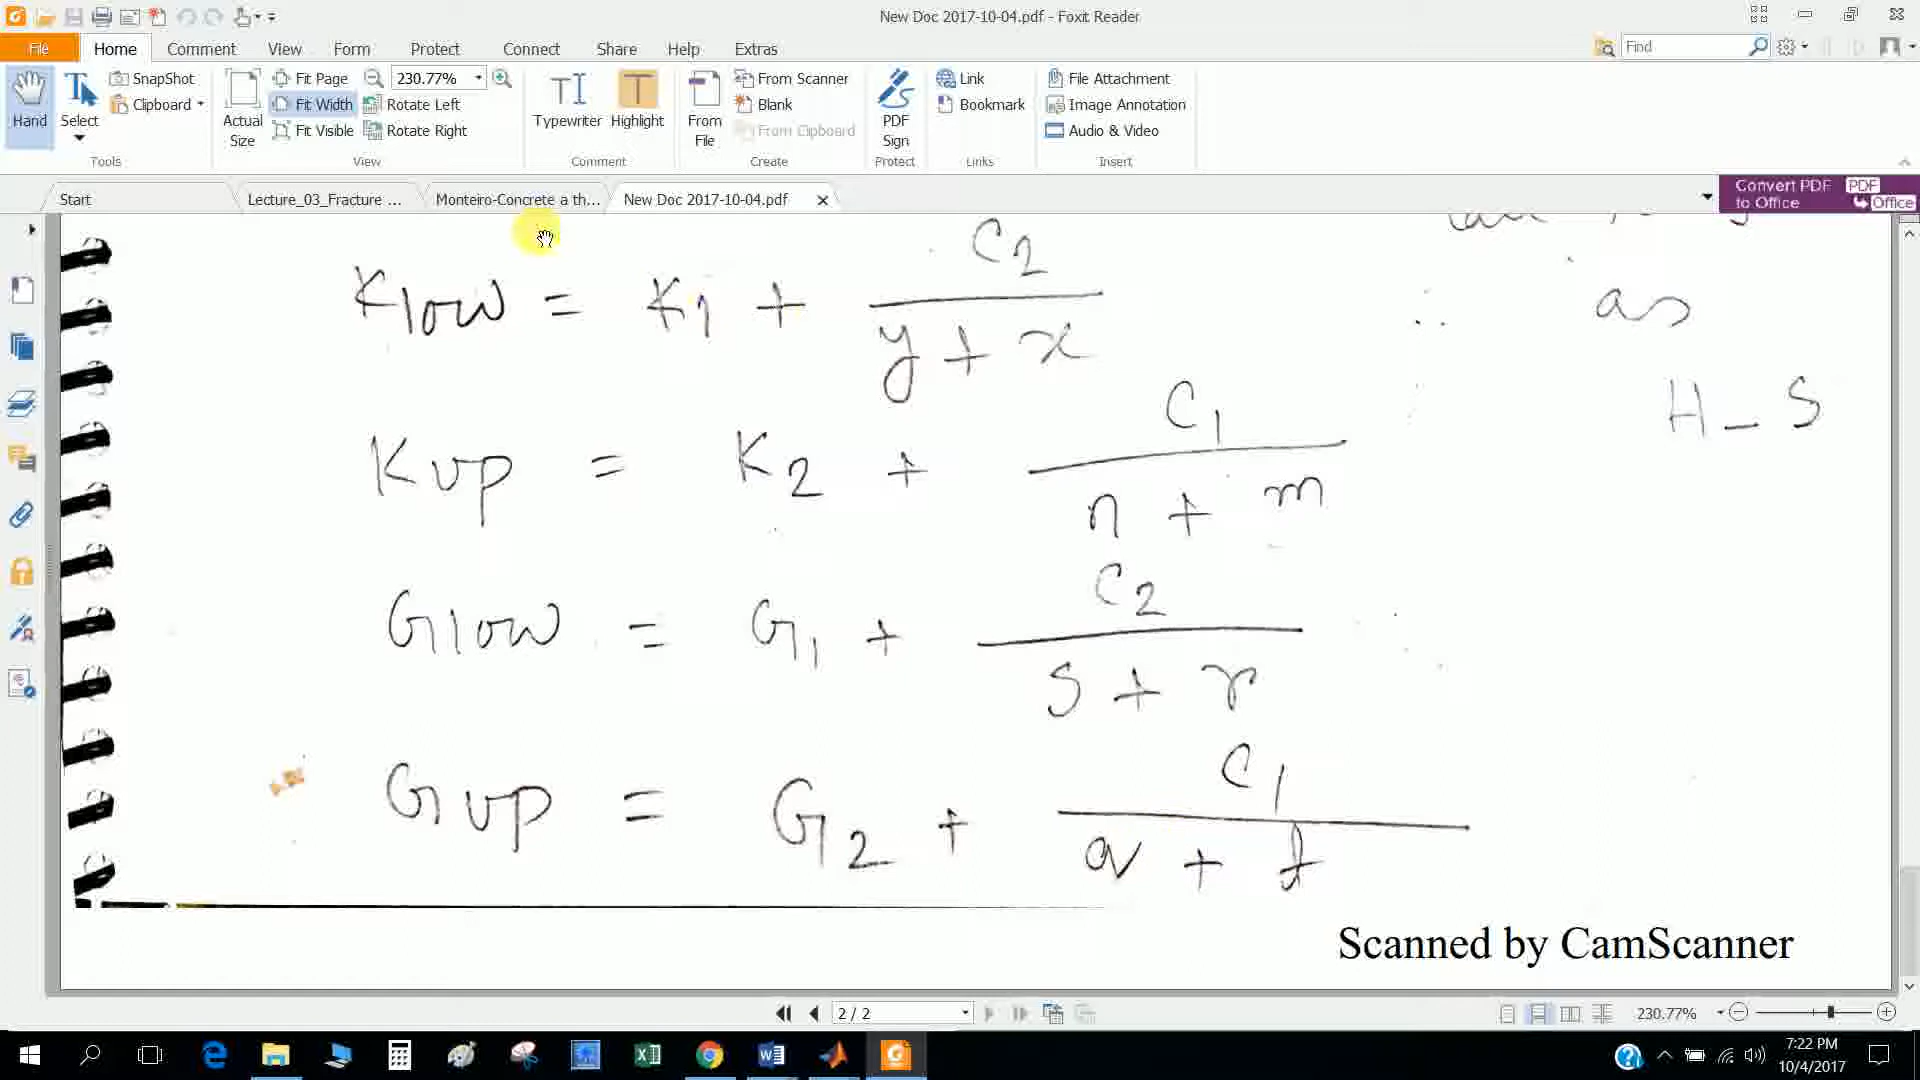 New Doc 2017-10-04.pdf - Foxit Reader
File Home Comment View Form Protect Connect Share Help Extras
Find
Hand
Select
SnapShot
Clipboard
Tools
Actual Size
Fit Page
Fit Width
Fit Visible
230.77%
Rotate Left
Rotate Right
View
Typewriter
Highlight
Comment
From File
From Scanner
Blank
From Clipboard
Create
PDF Sign
Protect
Link
Bookmark
Links
File Attachment
Image Annotation
Audio & Video
Insert
Start
Lecture_03_Fracture ...
Monteiro-Concrete a th...
New Doc 2017-10-04.pdf
Convert PDF to Office
PDF Office
Klow = K1 + C2 / y + x
as
H - S
Kup = K2 + C1 / n + m
Glow = G1 + C2 / s + r
Gup = G2 + C1 / v + t
Scanned by CamScanner
2 / 2
230.77%
7:22 PM
10/4/2017